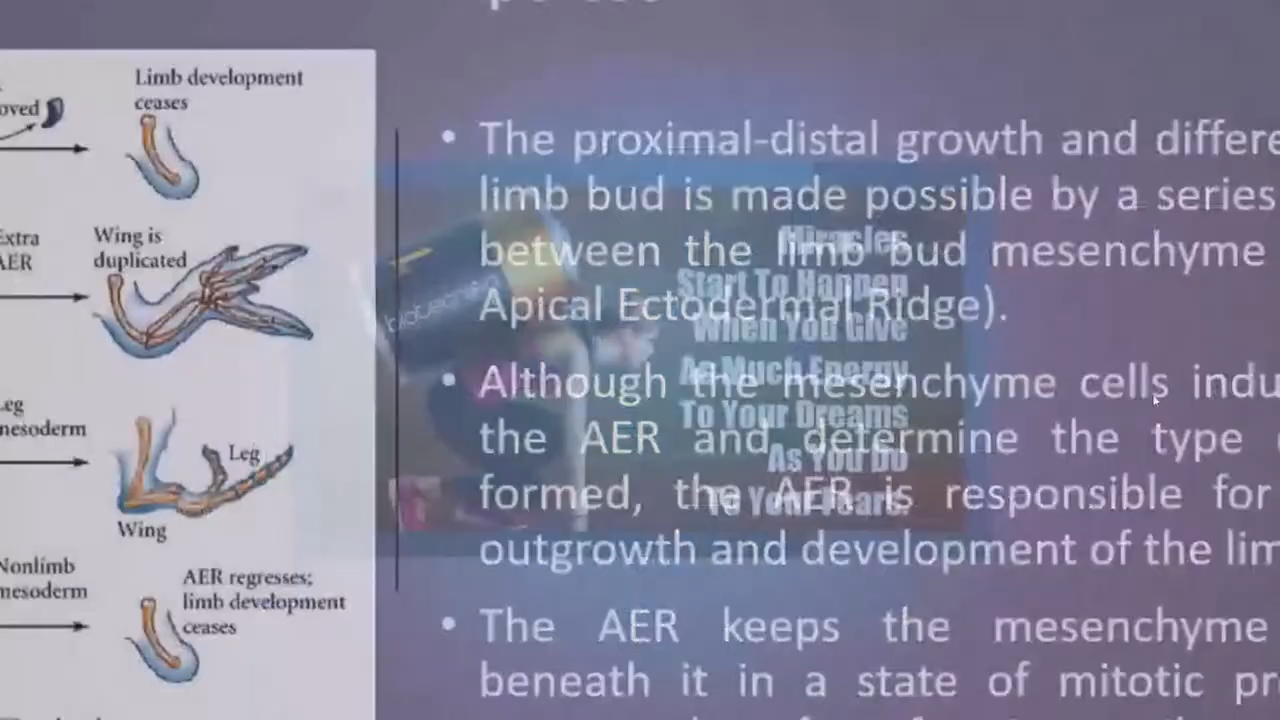 Limb development
ceases
oved
Extra
AER
Wing is
duplicated
Leg
mesoderm
Leg
Wing
Nonlimb
mesoderm
AER regresses;
limb development
ceases
• The proximal-distal growth and differe
limb bud is made possible by a series
between the limb bud mesenchyme
Apical Ectodermal Ridge).
• Although the mesenchyme cells indu
the AER and determine the type
formed, the AER is responsible for
outgrowth and development of the lim
• The AER keeps the mesenchyme
beneath it in a state of mitotic pr
Miracles
Start To Happen
When You Give
As Much Energy
To Your Dreams
As You Do
To Your Fears.